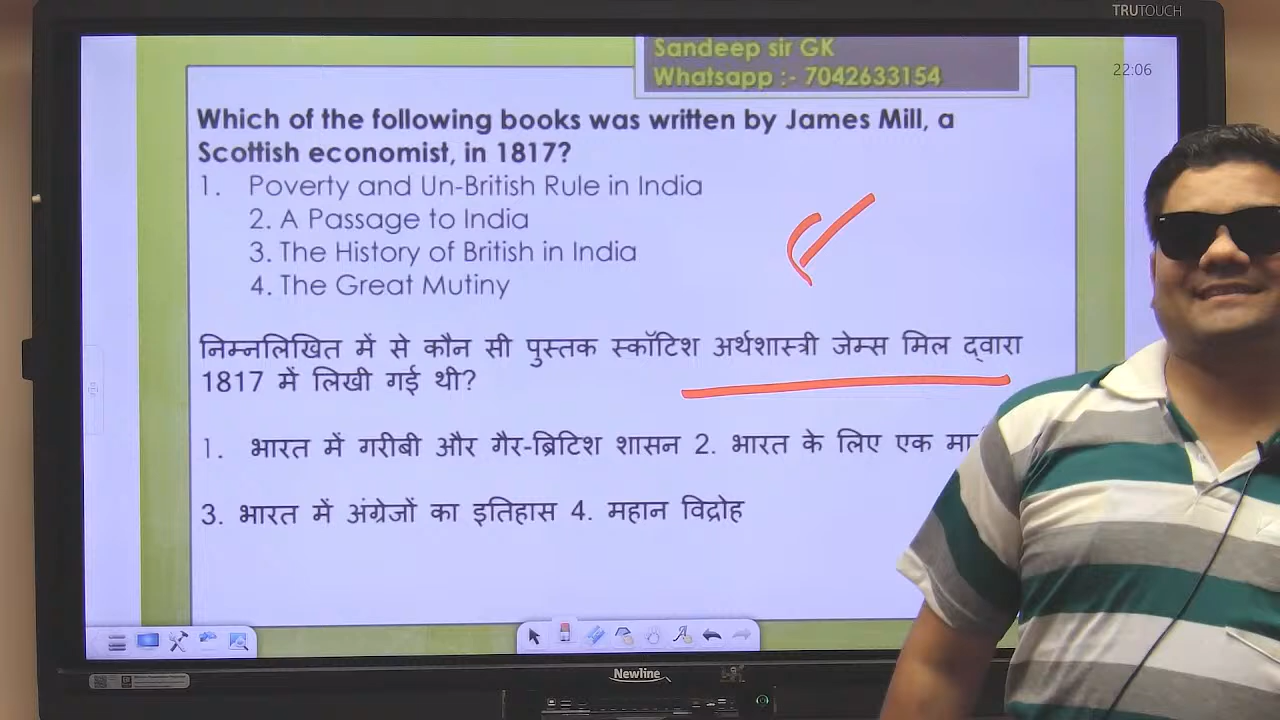 TRUTOUCH
Sandeep sir GK
Whatsapp :- 7042633154
22:06
Which of the following books was written by James Mill, a
Scottish economist, in 1817?
1. Poverty and Un-British Rule in India
2. A Passage to India
3. The History of British in India
4. The Great Mutiny
निम्नलिखित में से कौन सी पुस्तक स्कॉटिश अर्थशास्त्री जेम्स मिल द्वारा
1817 में लिखी गई थी?
1. भारत में गरीबी और गैर-ब्रिटिश शासन 2. भारत के लिए एक
3. भारत में अंग्रेजों का इतिहास 4. महान विद्रोह
Newline